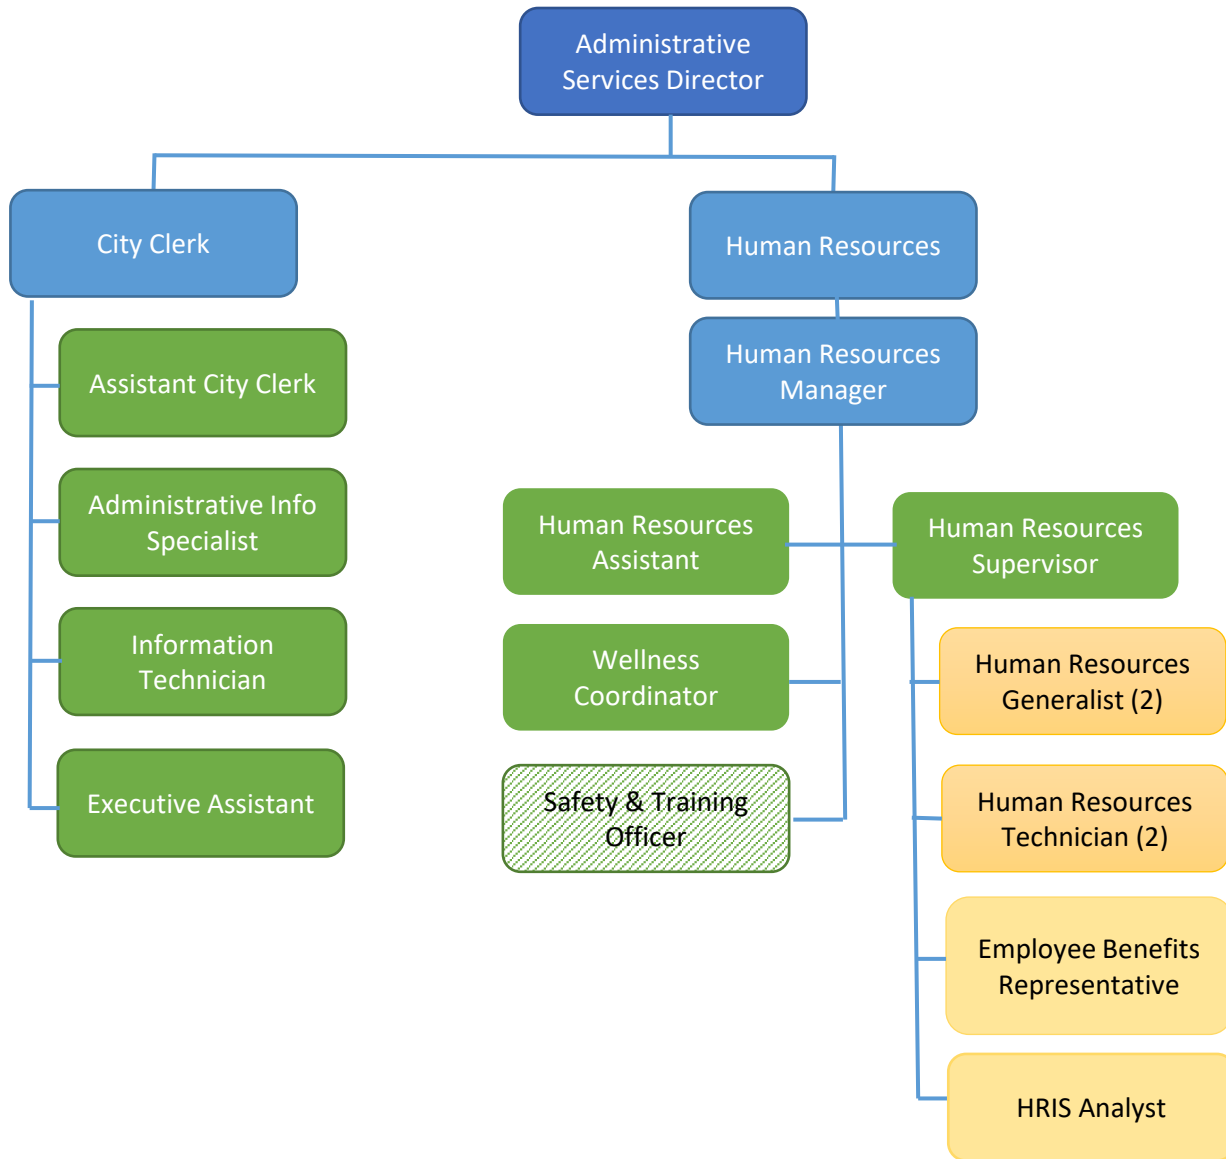 Administrative
Services Director
City Clerk
Human Resources
Human Resources
Manager
Assistant City Clerk
Administrative Info
Specialist
Information
Technician
Executive Assistant
Human Resources
Assistant
Human Resources
Supervisor
Wellness
Coordinator
Safety & Training
Officer
Human Resources
Generalist (2)
Human Resources
Technician (2)
Employee Benefits
Representative
HRIS Analyst